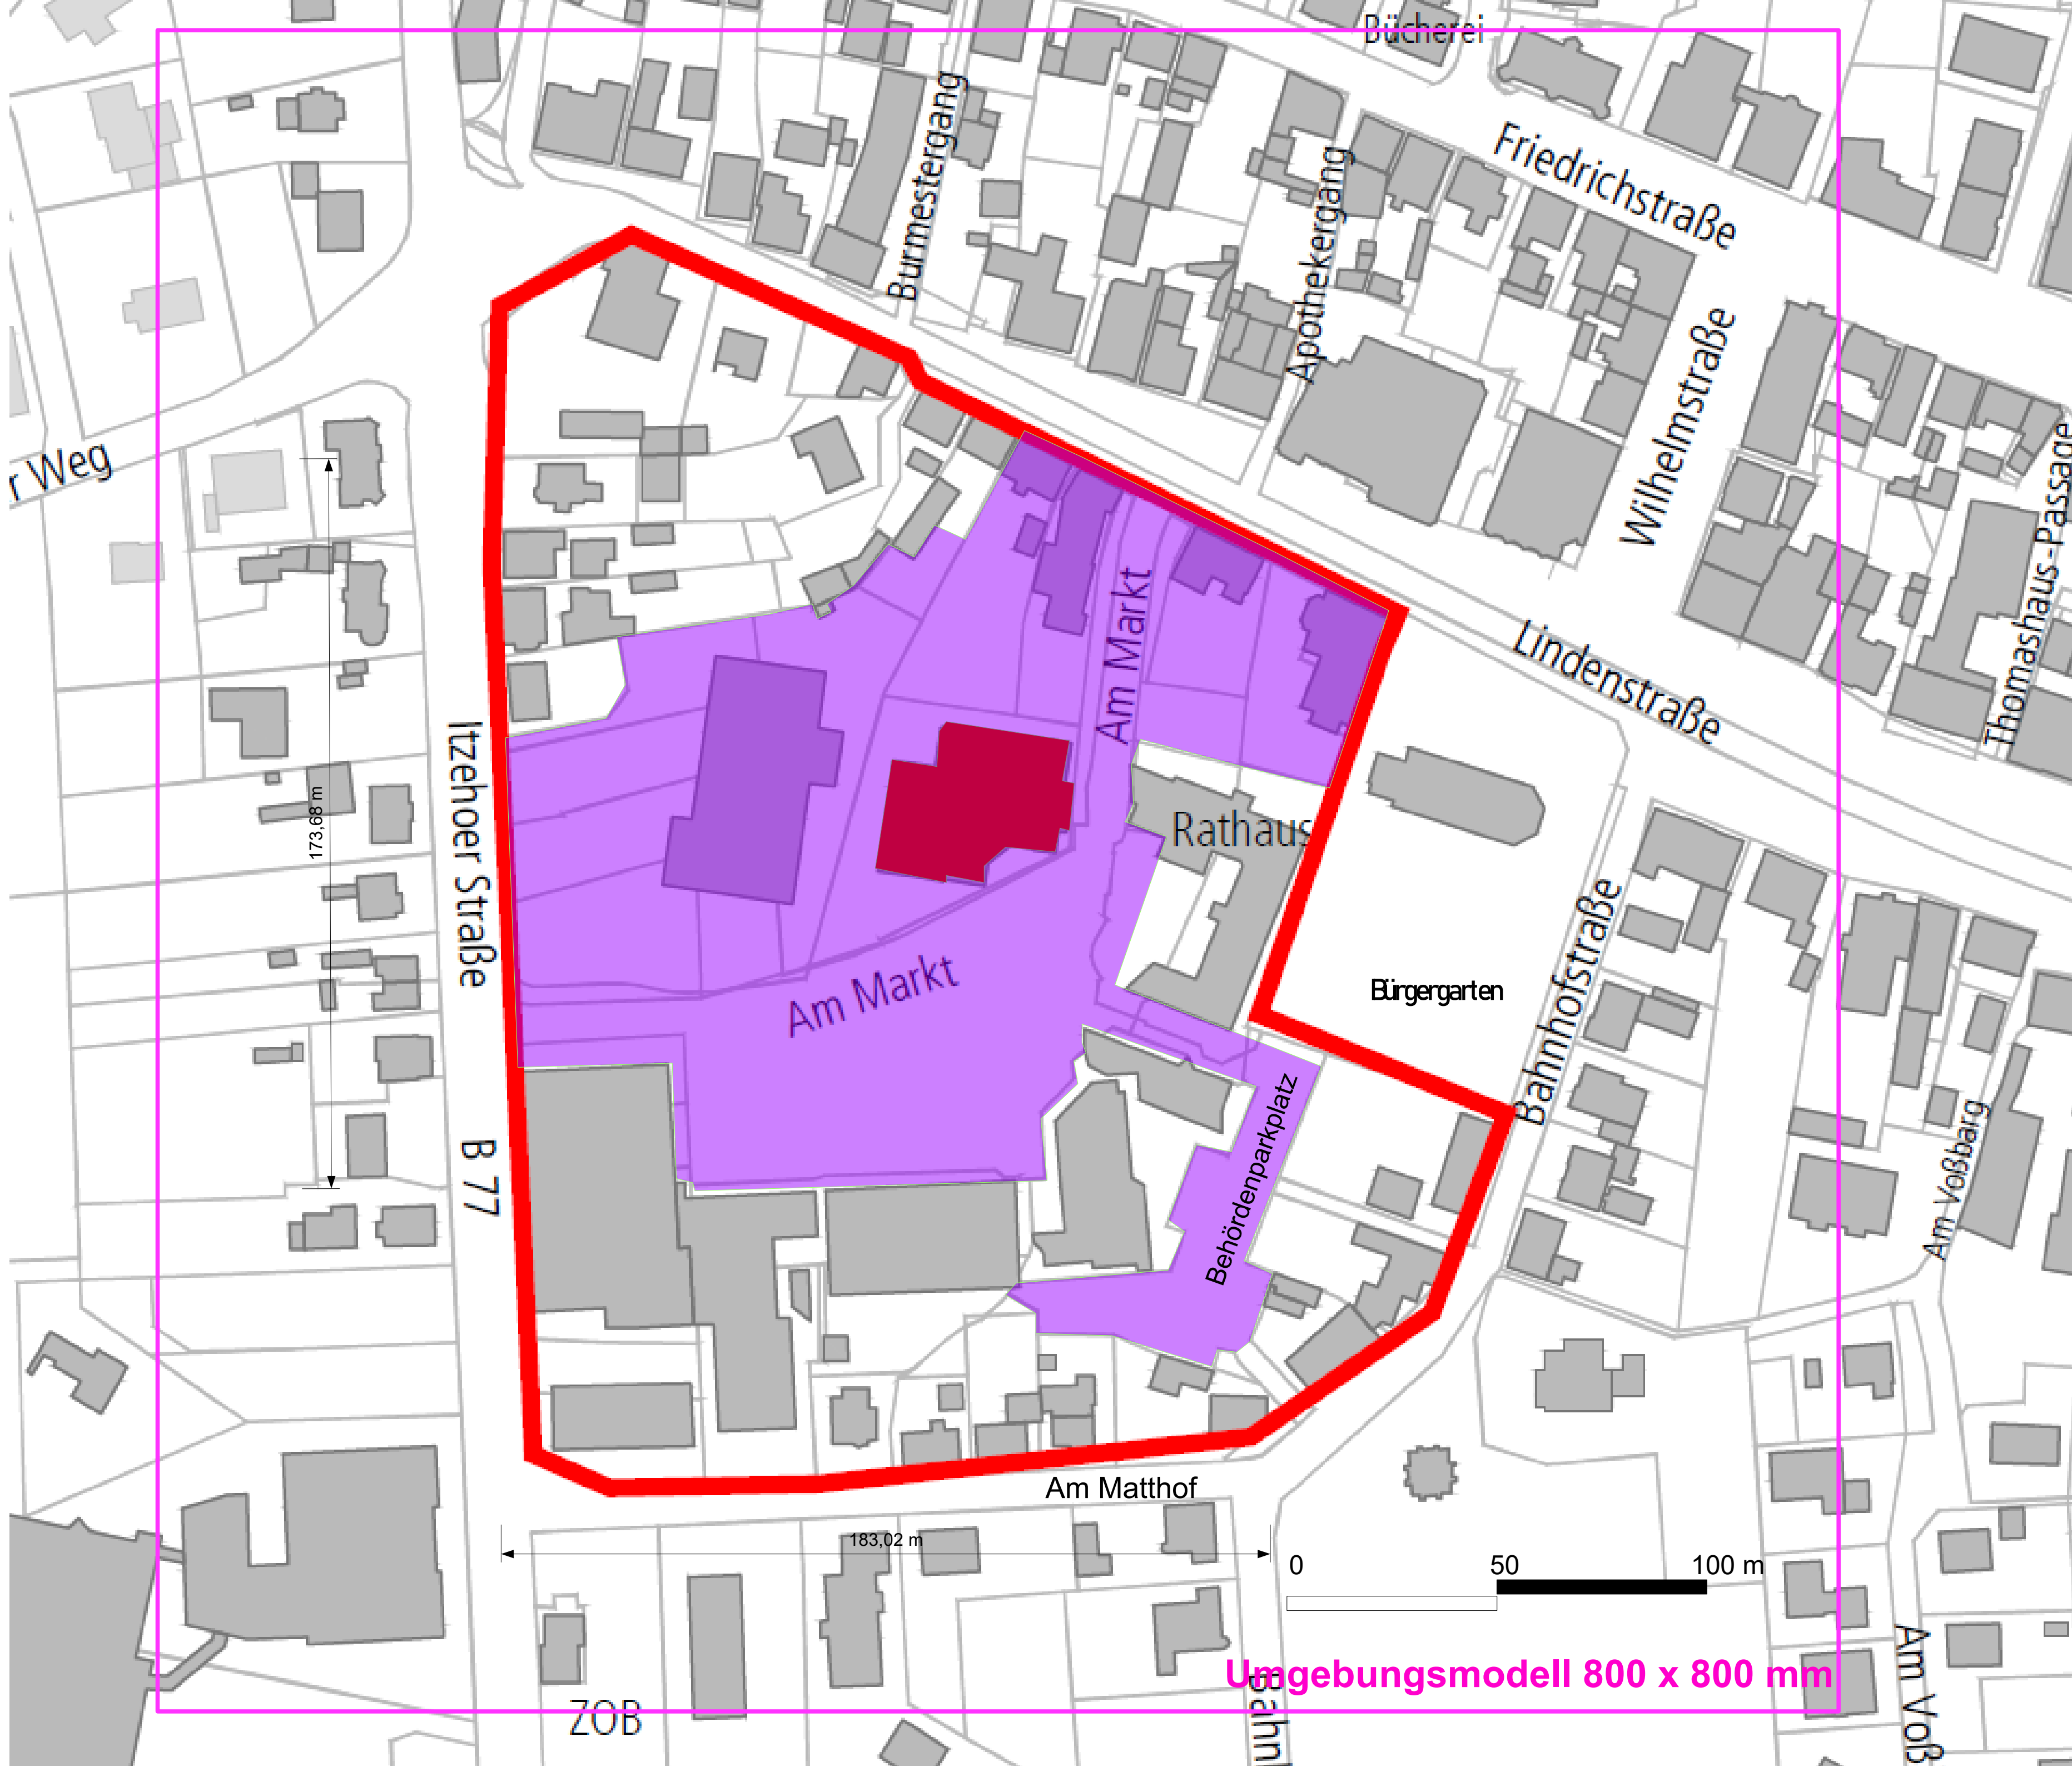 Bücherei
Burmestergang
Friedrichstraße
Apothekergang
Wilhelmstraße
r Weg
Thomashaus-Passage
Am Markt
Lindenstraße
173,68 m
Itzehoer Straße
Rathaus
Am Markt
Bürgergarten
Bahnhofstraße
Behördenparkplatz
B 77
Am Voßbarg
Am Matthof
183,02 m
0 50 100 m
Umgebungsmodell 800 x 800 mm
ZOB
Bahn
Am Voß